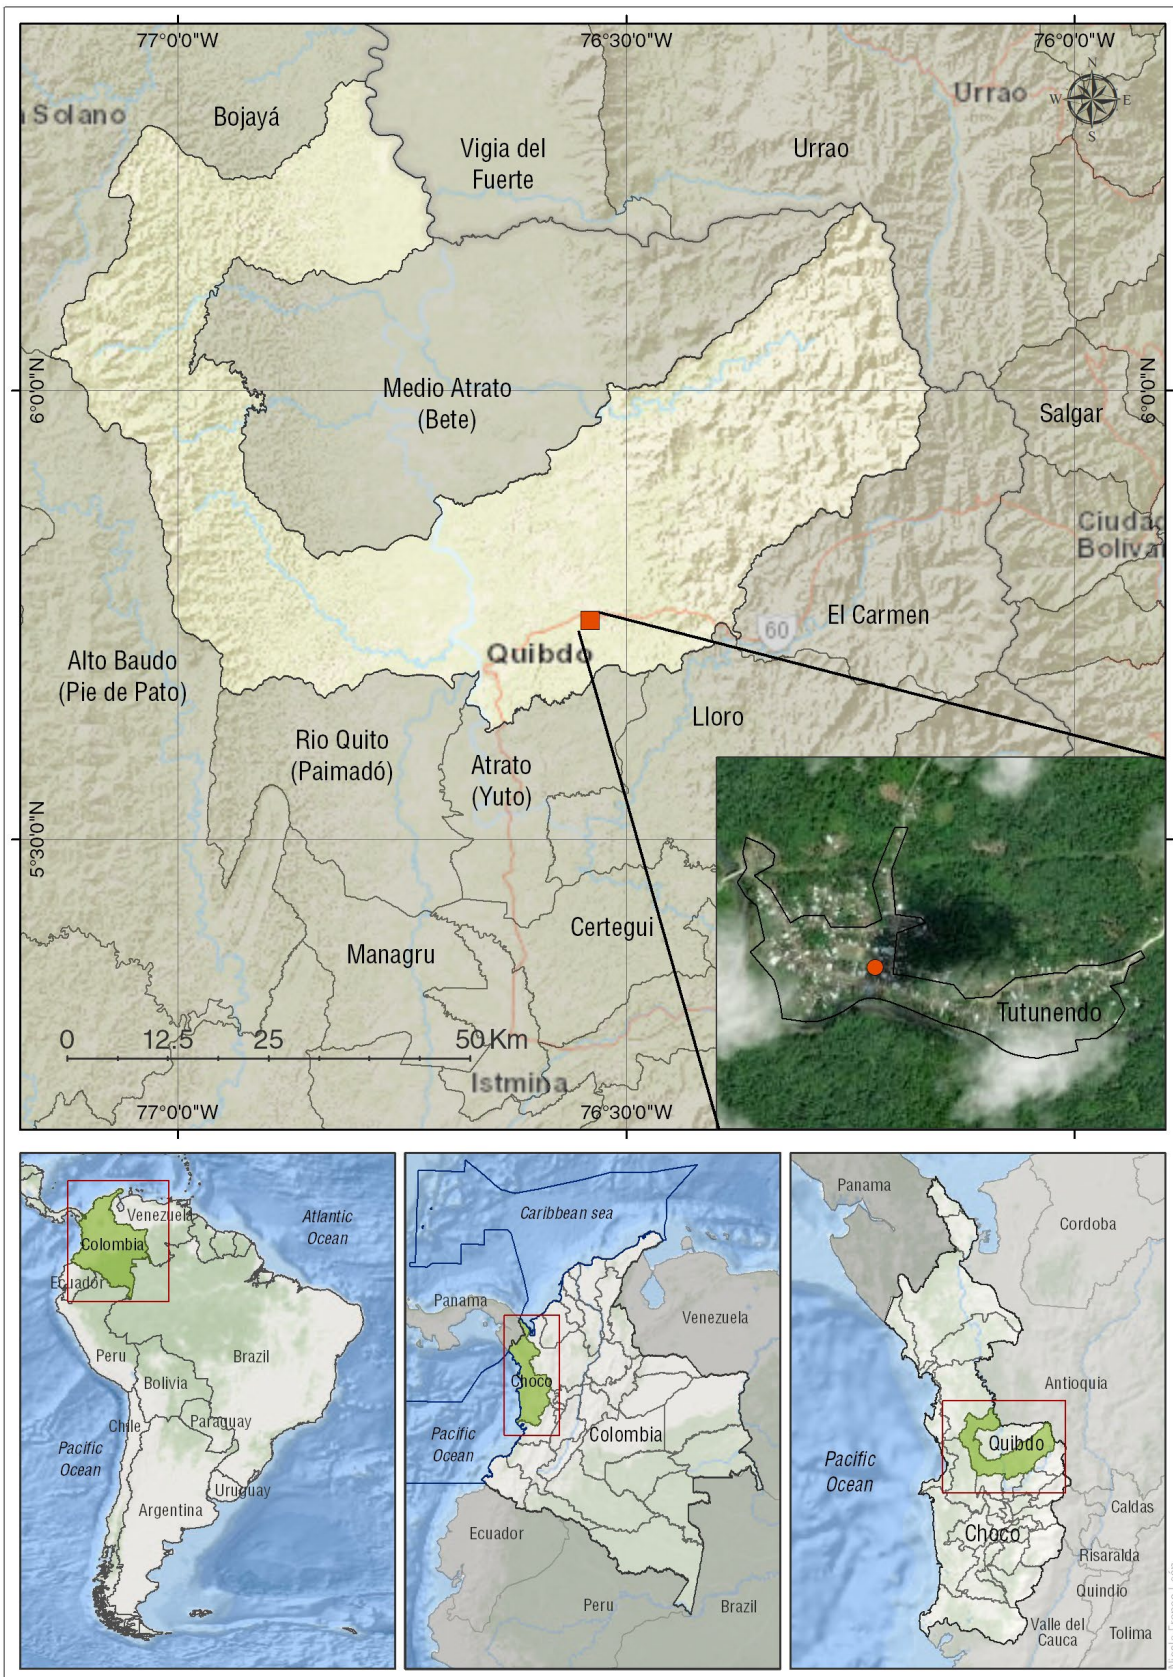 77°0'0"W
76°30'0"W
76°0'0"W
N
W
E
S
Solano
Bojayá
Vigia del
Fuerte
Urrao
Urrao
6°0'0"N
6°0'0"N
Medio Atrato
(Bete)
Salgar
Ciudad
Bolívar
El Carmen
60
Quibdo
Alto Baudo
(Pie de Pato)
Lloro
Rio Quito
(Paimadó)
Atrato
(Yuto)
5°30'0"N
Certegui
Managru
Tutunendo
0
12.5
25
50 Km
Istmina
77°0'0"W
76°30'0"W
Venezuela
Colombia
Ecuador
Atlantic
Ocean
Peru
Brazil
Bolivia
Chile
Paraguay
Pacific
Ocean
Uruguay
Argentina
Caribbean sea
Panama
Venezuela
Choco
Pacific
Ocean
Colombia
Ecuador
Peru
Brazil
Panama
Cordoba
Antioquia
Quibdo
Pacific
Ocean
Caldas
Choco
Risaralda
Quindio
Valle del
Cauca
Tolima